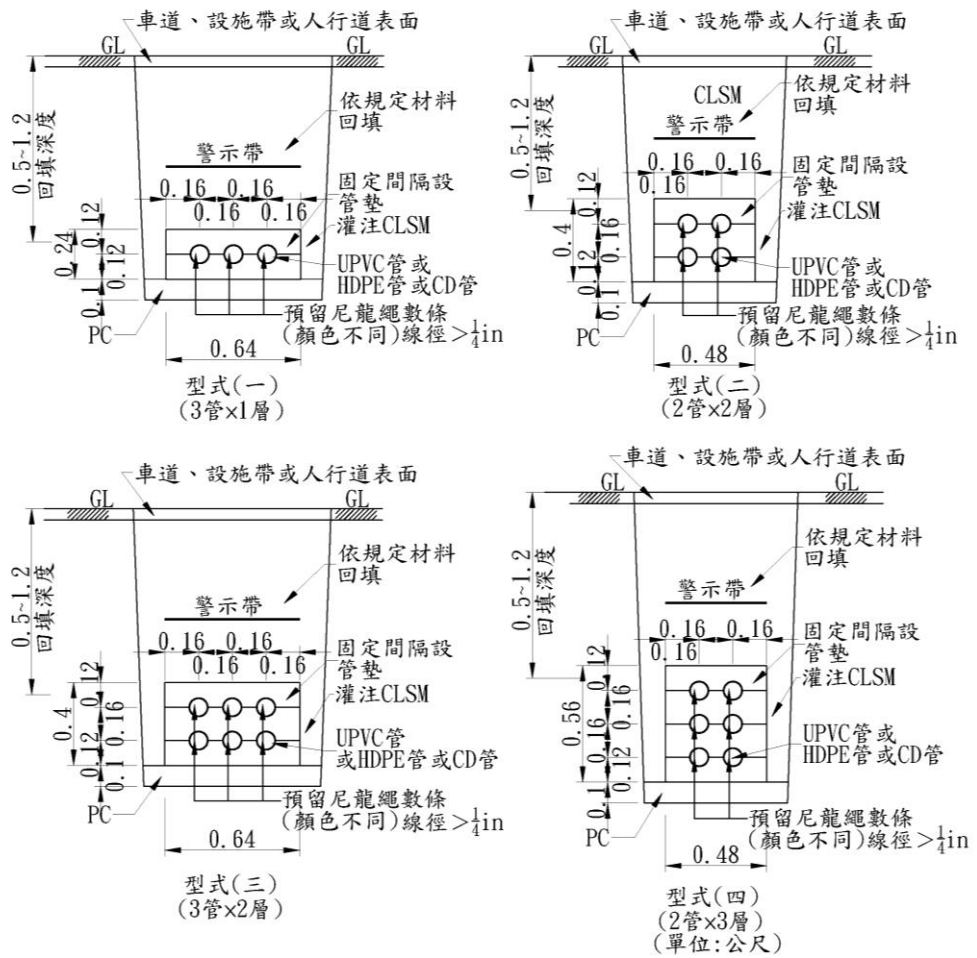 車道、設施帶或人行道表面
GL
GL
依規定材料
回填
警示帶
0.5~1.2
回填深度
0.16
0.16
0.16
0.16
固定間隔設
管墊
灌注CLSM
0.12
0.24
0.12
0.1
UPVC管或
HDPE管或CD管
PC
預留尼龍繩數條
(顏色不同)線徑>1/4in
0.64
型式(一)
(3管×1層)
車道、設施帶或人行道表面
GL
GL
CLSM
依規定材料
回填
警示帶
0.5~1.2
回填深度
0.16
0.16
0.16
固定間隔設
管墊
灌注CLSM
0.12
0.4
0.16
0.12
0.1
UPVC管或
HDPE管或CD管
PC
預留尼龍繩數條
(顏色不同)線徑>1/4in
0.48
型式(二)
(2管×2層)
車道、設施帶或人行道表面
GL
GL
依規定材料
回填
警示帶
0.5~1.2
回填深度
0.16
0.16
0.16
0.16
固定間隔設
管墊
灌注CLSM
0.12
0.4
0.16
0.12
0.1
UPVC管
或HDPE管或CD管
PC
預留尼龍繩數條
(顏色不同)線徑>1/4in
0.64
型式(三)
(3管×2層)
車道、設施帶或人行道表面
GL
GL
依規定材料
回填
警示帶
0.5~1.2
回填深度
0.16
0.16
0.16
固定間隔設
管墊
灌注CLSM
0.12
0.56
0.16
0.16
0.12
0.1
UPVC管或
HDPE管或CD管
PC
預留尼龍繩數條
(顏色不同)線徑>1/4in
0.48
型式(四)
(2管×3層)
(單位:公尺)